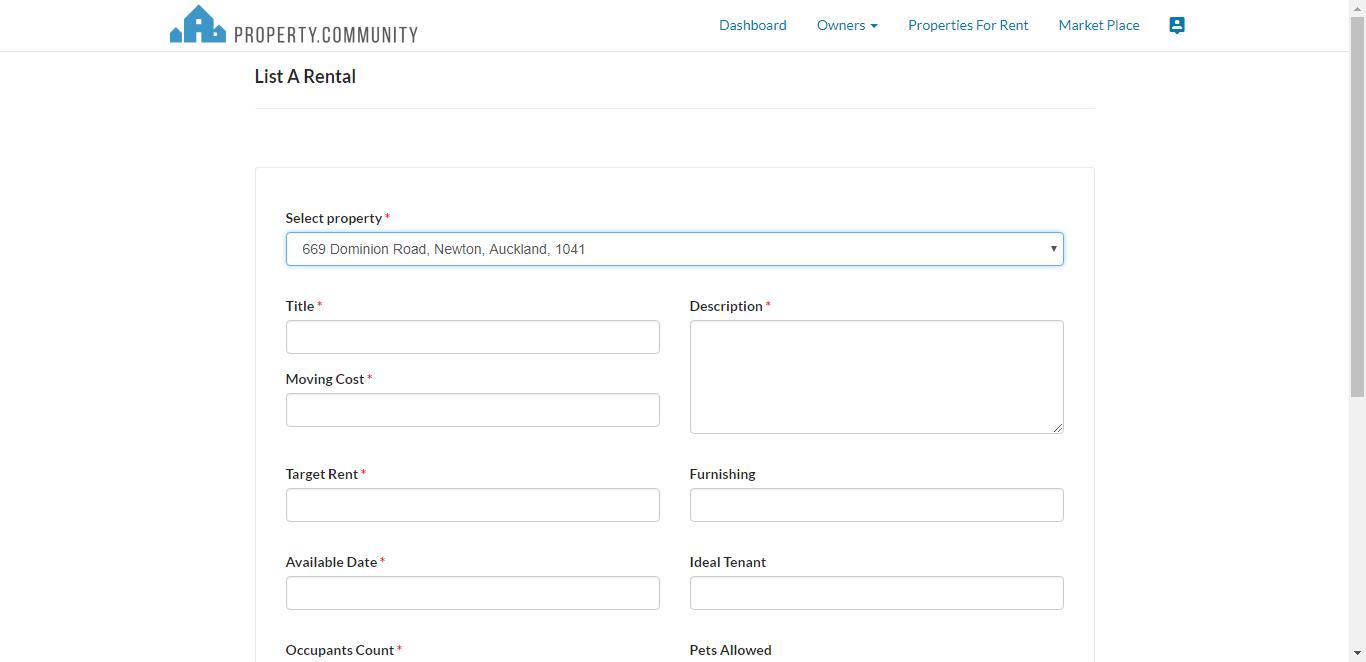 PROPERTY.COMMUNITY
Dashboard Owners Properties For Rent Market Place
List A Rental
Select property *
669 Dominion Road, Newton, Auckland, 1041
Title * Description *
Moving Cost *
Target Rent * Furnishing
Available Date * Ideal Tenant
Occupants Count * Pets Allowed